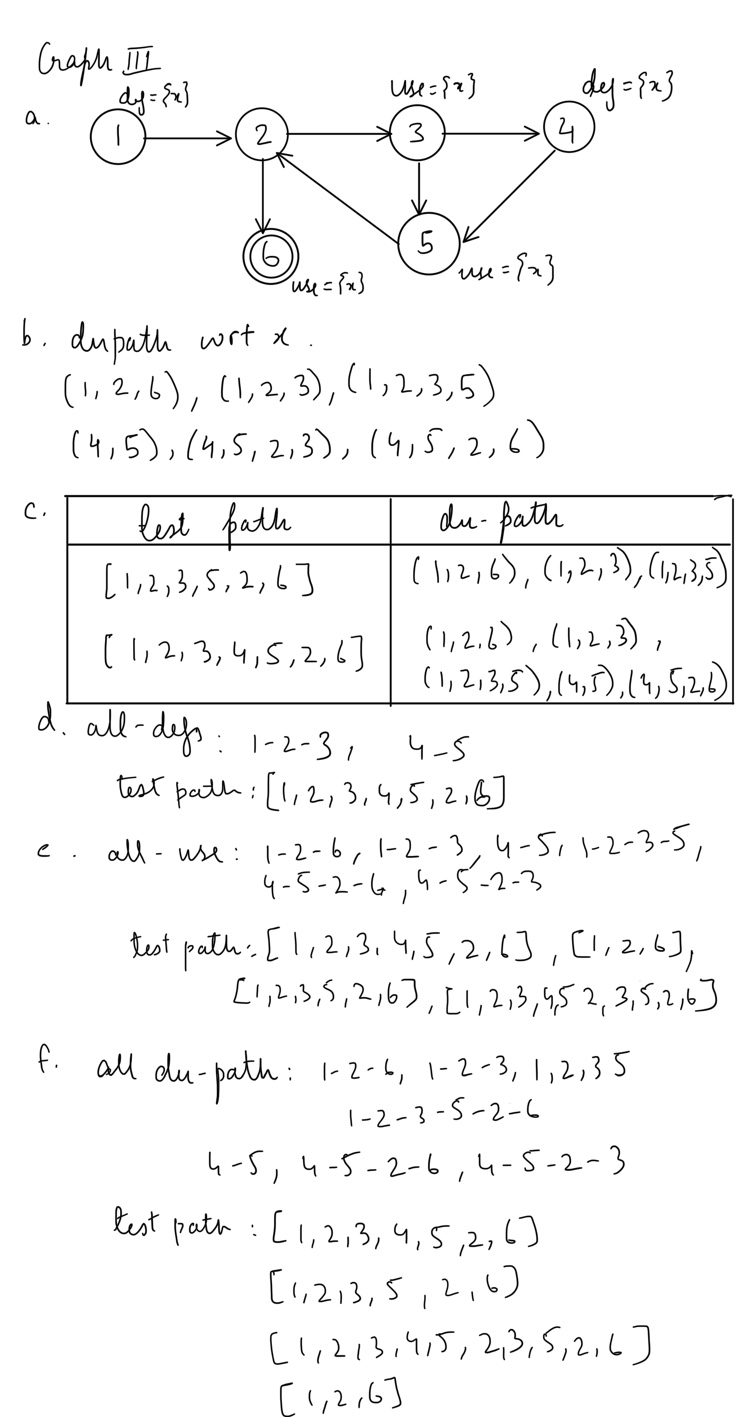 Graph III
a.
def={x}
use={x}
def={x}
1
2
3
4
5
6
use={x}
use={x}
b. dupath wrt x.
(1,2,6), (1,2,3), (1,2,3,5)
(4,5), (4,5,2,3), (4,5,2,6)
c.
test path
du-path
[1,2,3,5,2,6]
(1,2,6), (1,2,3), (1,2,3,5)
[1,2,3,4,5,2,6]
(1,2,6), (1,2,3),
(1,2,3,5), (4,5), (4,5,2,6)
d. all-defs: 1-2-3, 4-5
test path: [1,2,3,4,5,2,6]
e. all-use: 1-2-6, 1-2-3, 4-5, 1-2-3-5,
4-5-2-6, 4-5-2-3
test path: [1,2,3,4,5,2,6], [1,2,6],
[1,2,3,5,2,6], [1,2,3,4,5 2,3,5,2,6]
f. all du-path: 1-2-6, 1-2-3, 1,2,3 5
1-2-3-5-2-6
4-5, 4-5-2-6, 4-5-2-3
test path: [1,2,3,4,5,2,6]
[1,2,3,5,2,6]
[1,2,3,4,5,2,3,5,2,6]
[1,2,6]